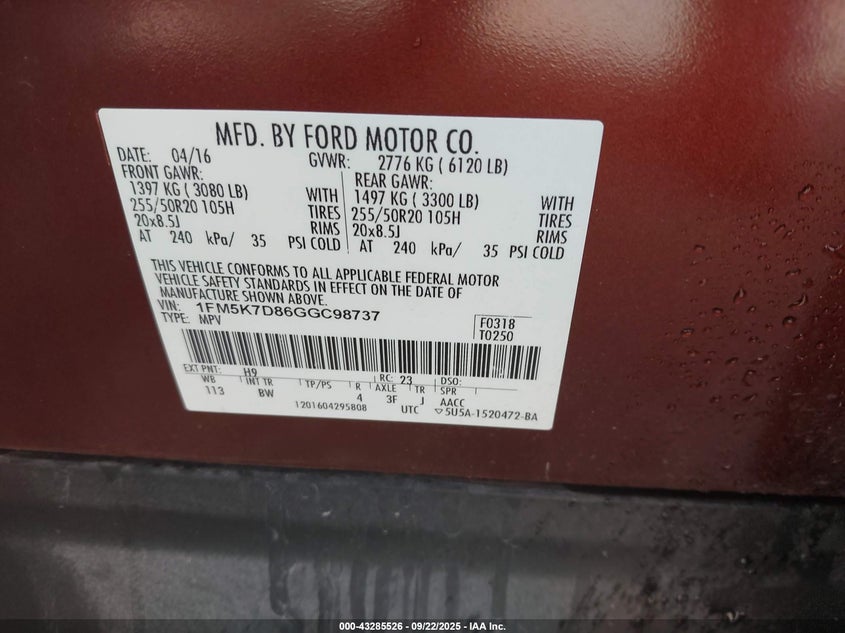 MFD. BY FORD MOTOR CO.
DATE: 04/16 GVWR: 2776 KG ( 6120 LB)
FRONT GAWR: REAR GAWR:
1397 KG ( 3080 LB) WITH 1497 KG ( 3300 LB) WITH
255/50R20 105H TIRES 255/50R20 105H TIRES
20x8.5J RIMS 20x8.5J RIMS
AT 240 kPa/ 35 PSI COLD AT 240 kPa/ 35 PSI COLD
THIS VEHICLE CONFORMS TO ALL APPLICABLE FEDERAL MOTOR
VEHICLE SAFETY STANDARDS IN EFFECT ON THE DATE OF
MANUFACTURE SHOWN ABOVE.
VIN: 1FM5K7D86GGC98737 F0318
TYPE: MPV T0250
EXT PNT: H9 RC: 23 DSO:
WB INT TR TP/PS R AXLE TR SPR
113 BW 4 3F J AACC
1201604295808 UTC ▽5U5A-1520472-BA
000-43285526 - 09/22/2025 - IAA Inc.